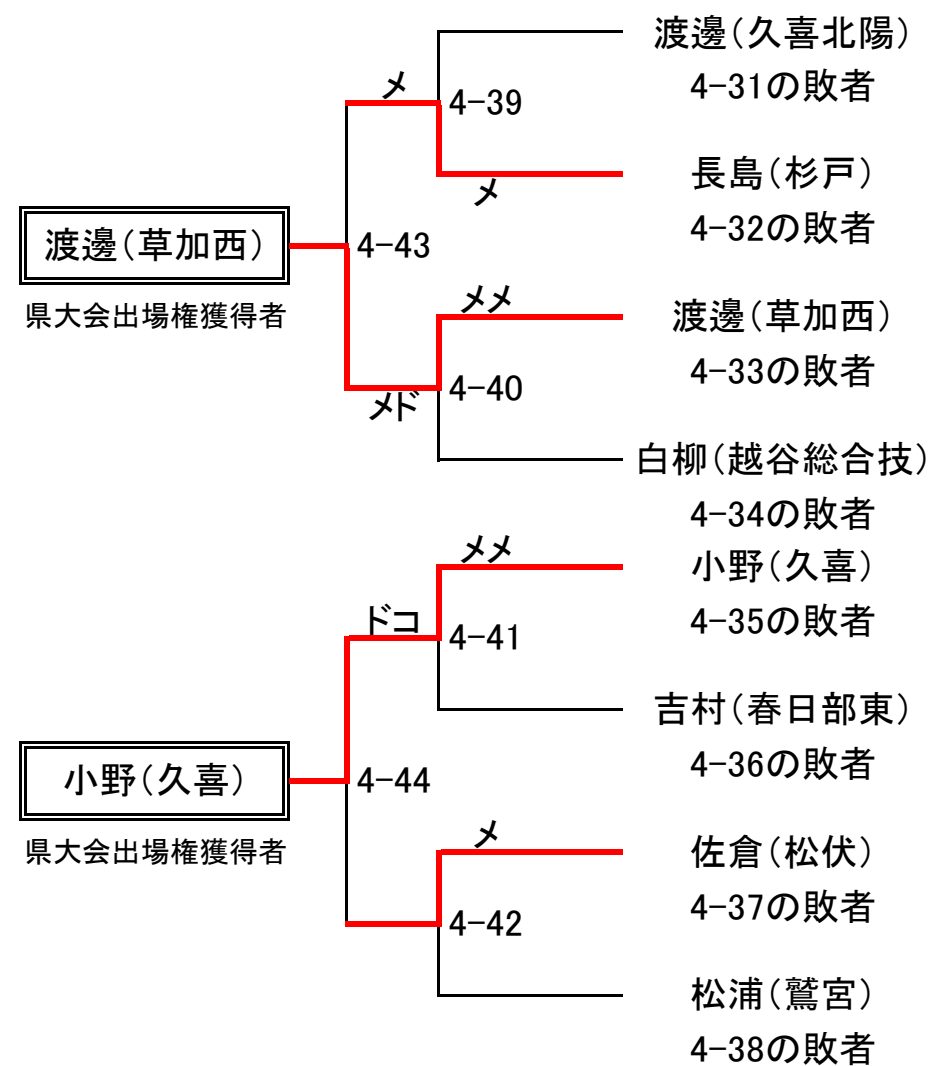 渡邊(久喜北陽)
4-31の敗者
メ
4-39
長島(杉戸)
4-32の敗者
メ
渡邊(草加西)
県大会出場権獲得者
4-43
メメ
渡邊(草加西)
4-33の敗者
メド
4-40
白柳(越谷総合技)
4-34の敗者
メメ
小野(久喜)
4-35の敗者
ドコ
4-41
吉村(春日部東)
4-36の敗者
小野(久喜)
県大会出場権獲得者
4-44
メ
佐倉(松伏)
4-37の敗者
4-42
松浦(鷲宮)
4-38の敗者